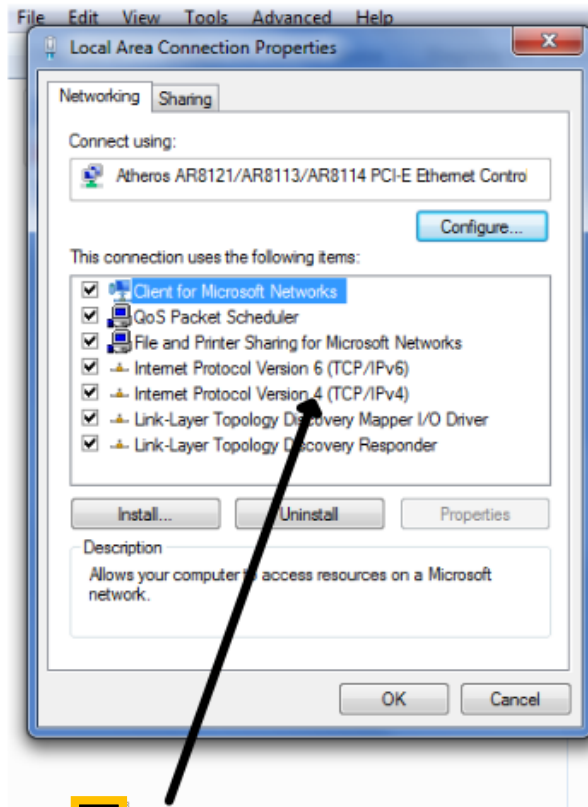 File Edit View Tools Advanced Help
Local Area Connection Properties
Networking Sharing
Connect using:
Atheros AR8121/AR8113/AR8114 PCI-E Ethernet Contro
Configure...
This connection uses the following items:
Client for Microsoft Networks
QoS Packet Scheduler
File and Printer Sharing for Microsoft Networks
Internet Protocol Version 6 (TCP/IPv6)
Internet Protocol Version 4 (TCP/IPv4)
Link-Layer Topology Discovery Mapper I/O Driver
Link-Layer Topology Discovery Responder
Install... Uninstall Properties
Description
Allows your computer to access resources on a Microsoft
network.
OK Cancel